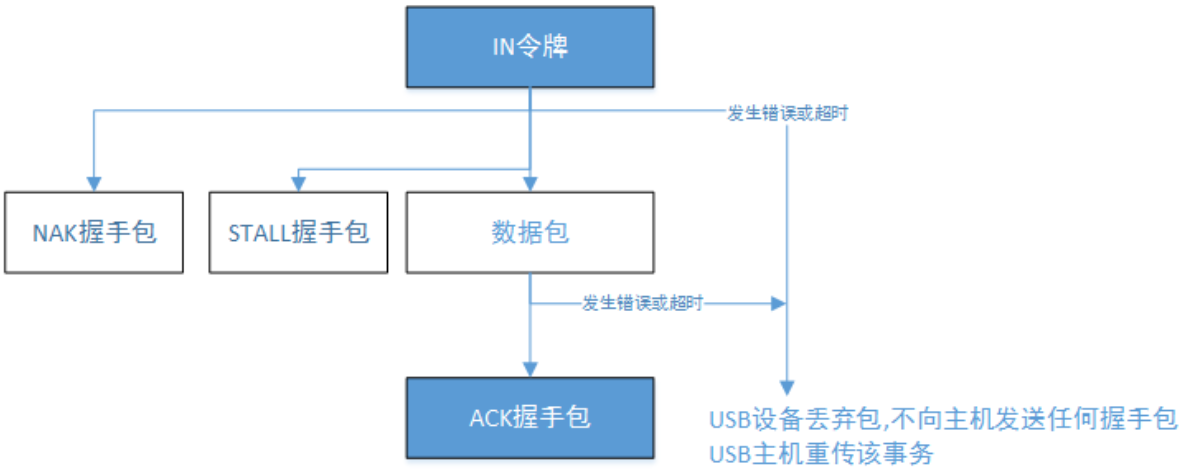 IN令牌
发生错误或超时
NAK握手包
STALL握手包
数据包
发生错误或超时
ACK握手包
USB设备丢弃包,不向主机发送任何握手包
USB主机重传该事务